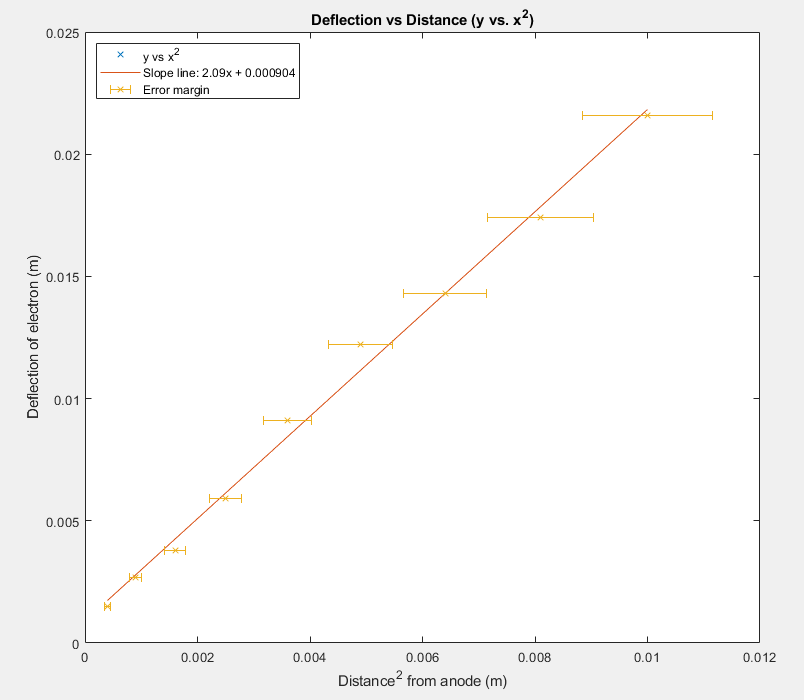 Deflection vs Distance (y vs. x²)
0.025
y vs x²
Slope line: 2.09x + 0.000904
Error margin
0.02
0.015
0.01
0.005
0
Deflection of electron (m)
0 0.002 0.004 0.006 0.008 0.01 0.012
Distance² from anode (m)